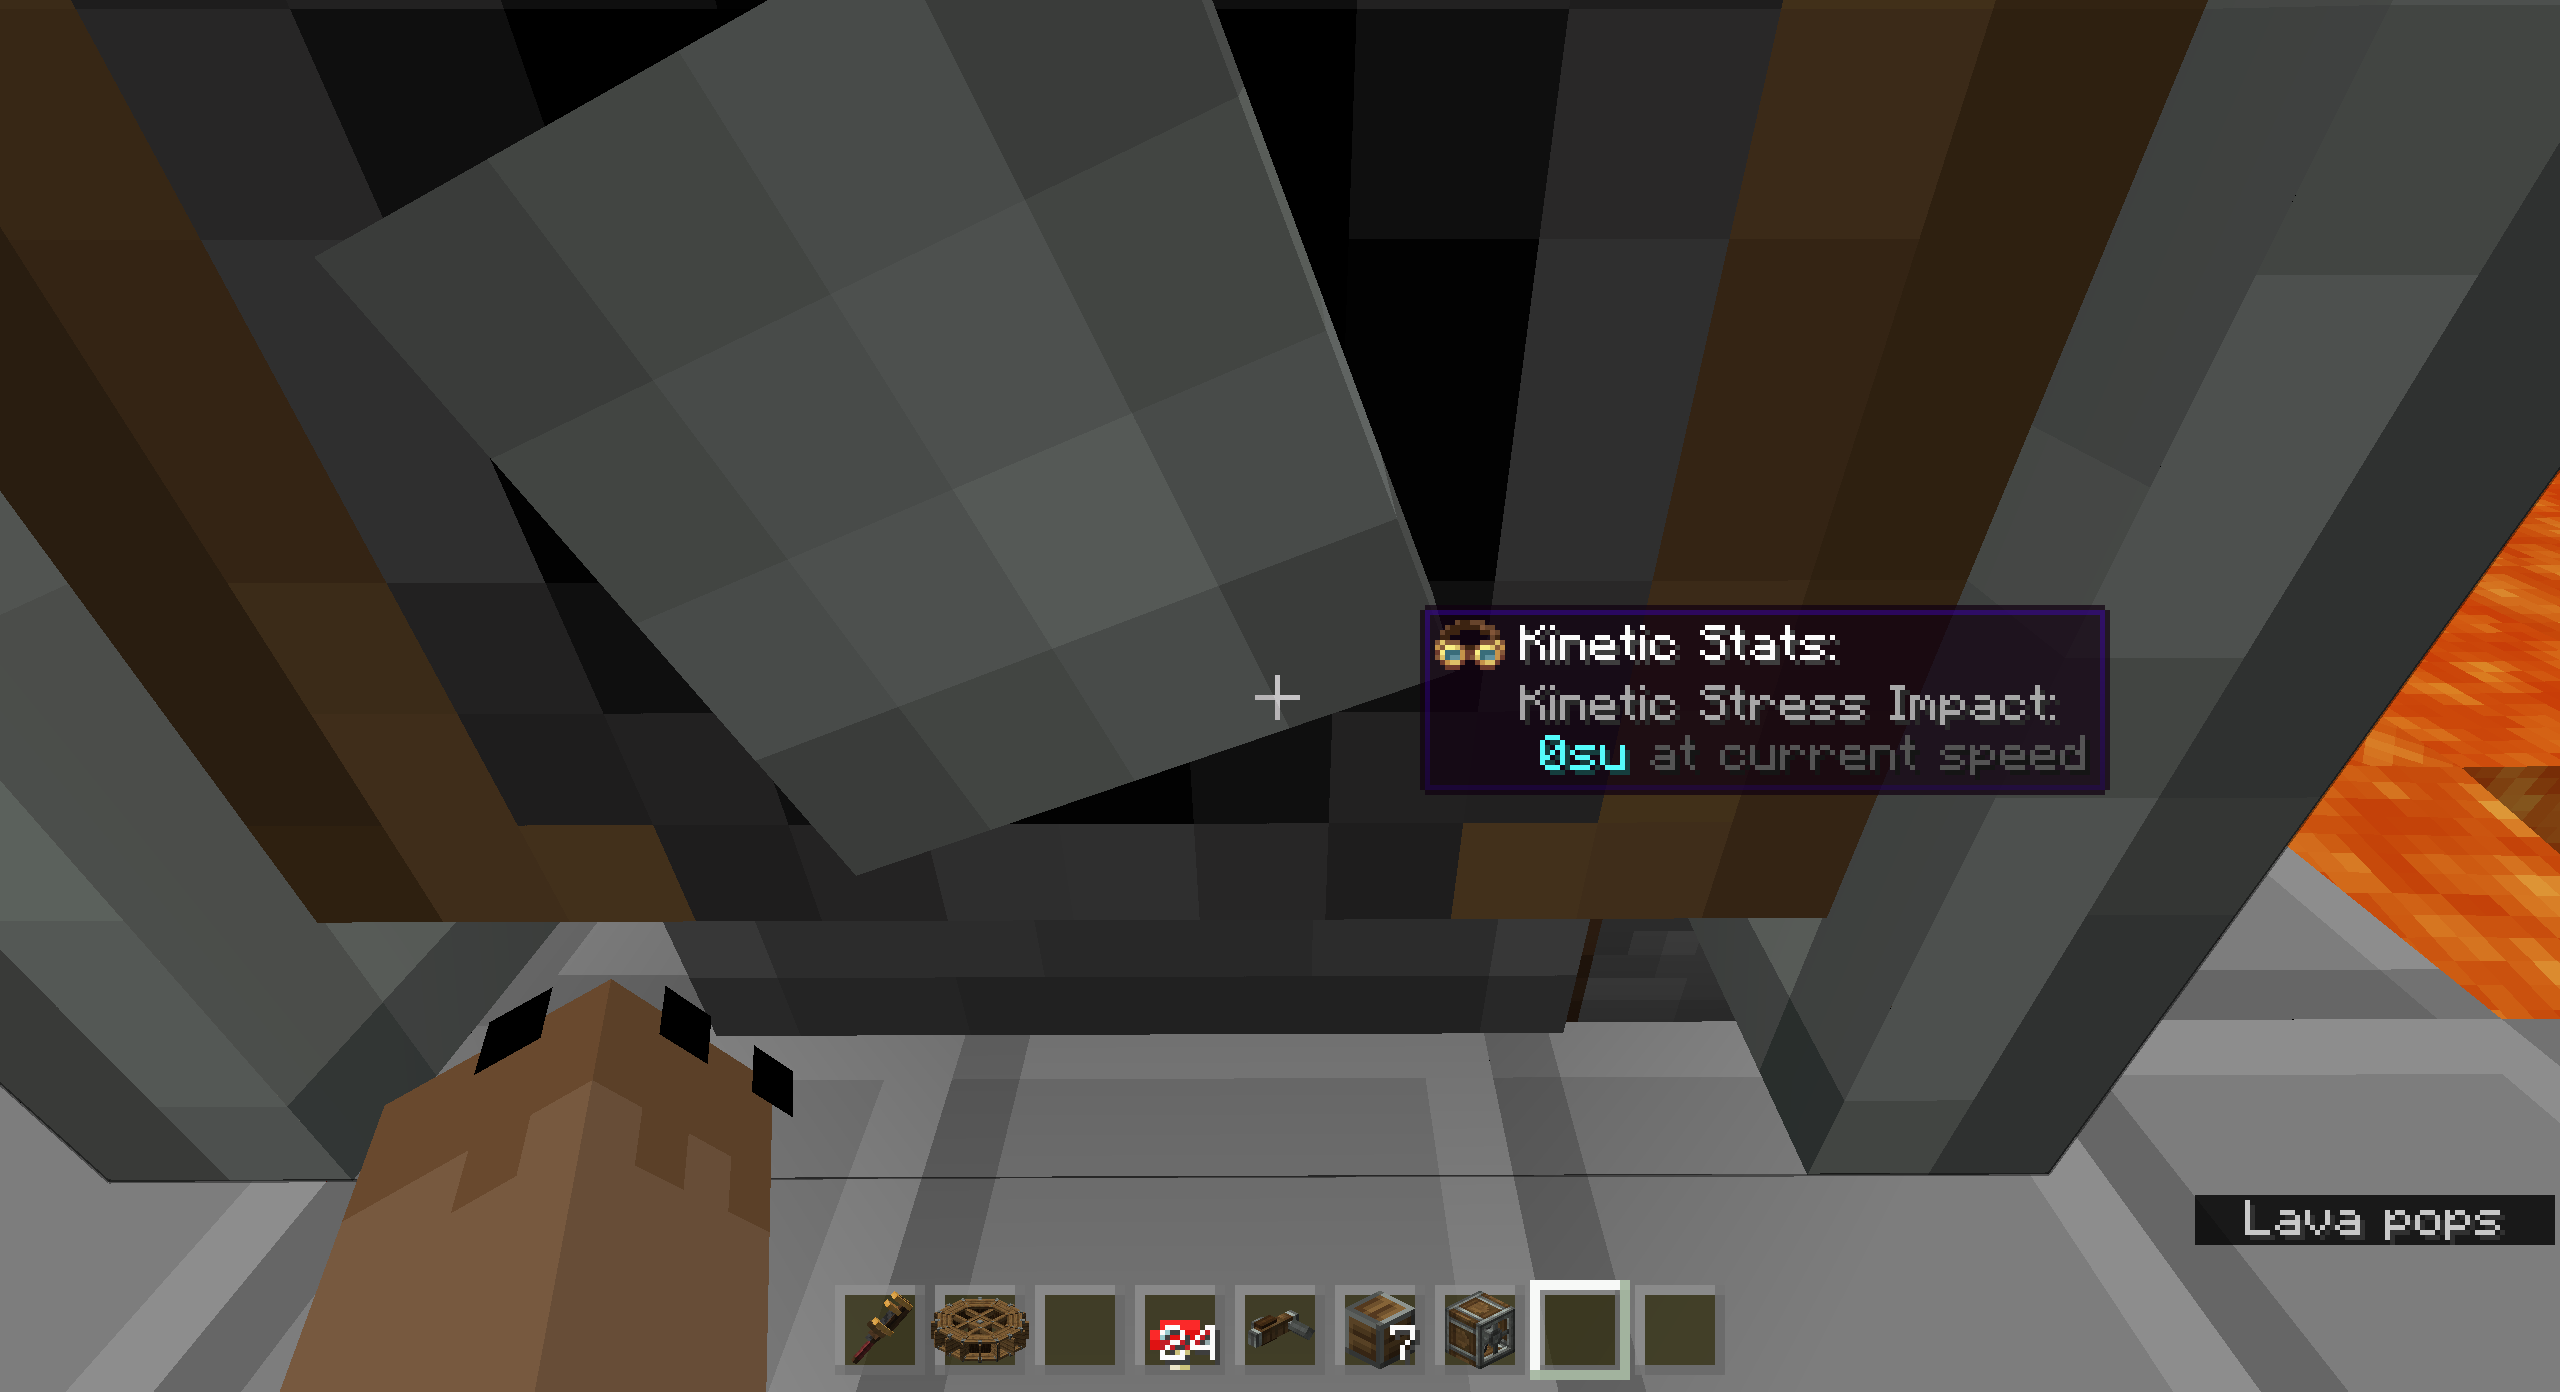 Kinetic Stats:
Kinetic Stress Impact:
0su at current speed
Lava pops
24
7